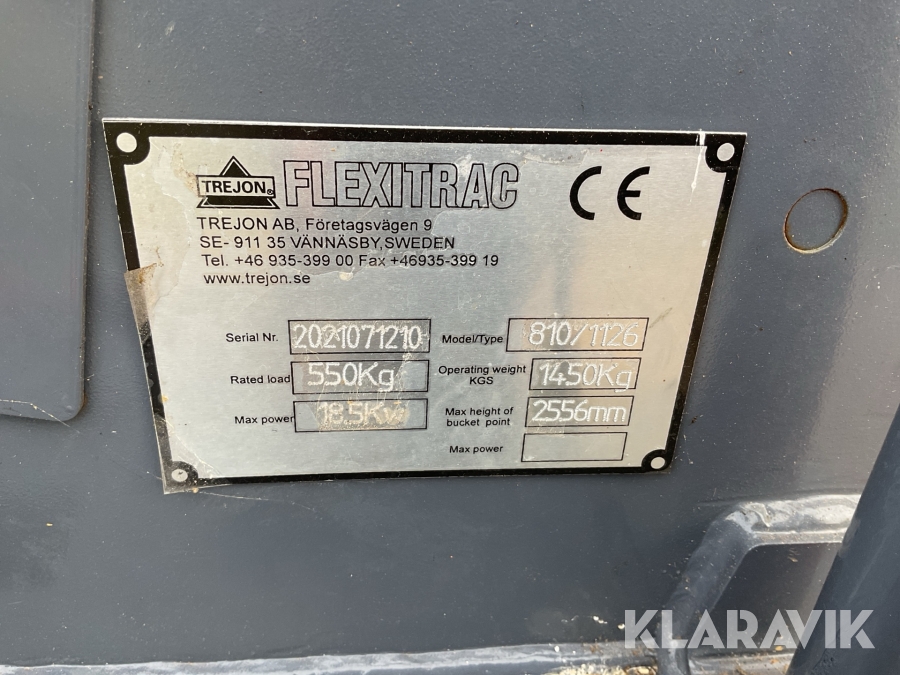 TREJON® FLEXITRAC CE
TREJON AB, Företagsvägen 9
SE- 911 35 VÄNNÄSBY,SWEDEN
Tel. +46 935-399 00 Fax +46935-399 19
www.trejon.se
Serial Nr. 2021071210 Model/Type 810/1126
Rated load 550Kg Operating weight KGS 1450Kg
Max power 18.5Kw Max height of bucket point 2556mm
Max power
KLARAVIK